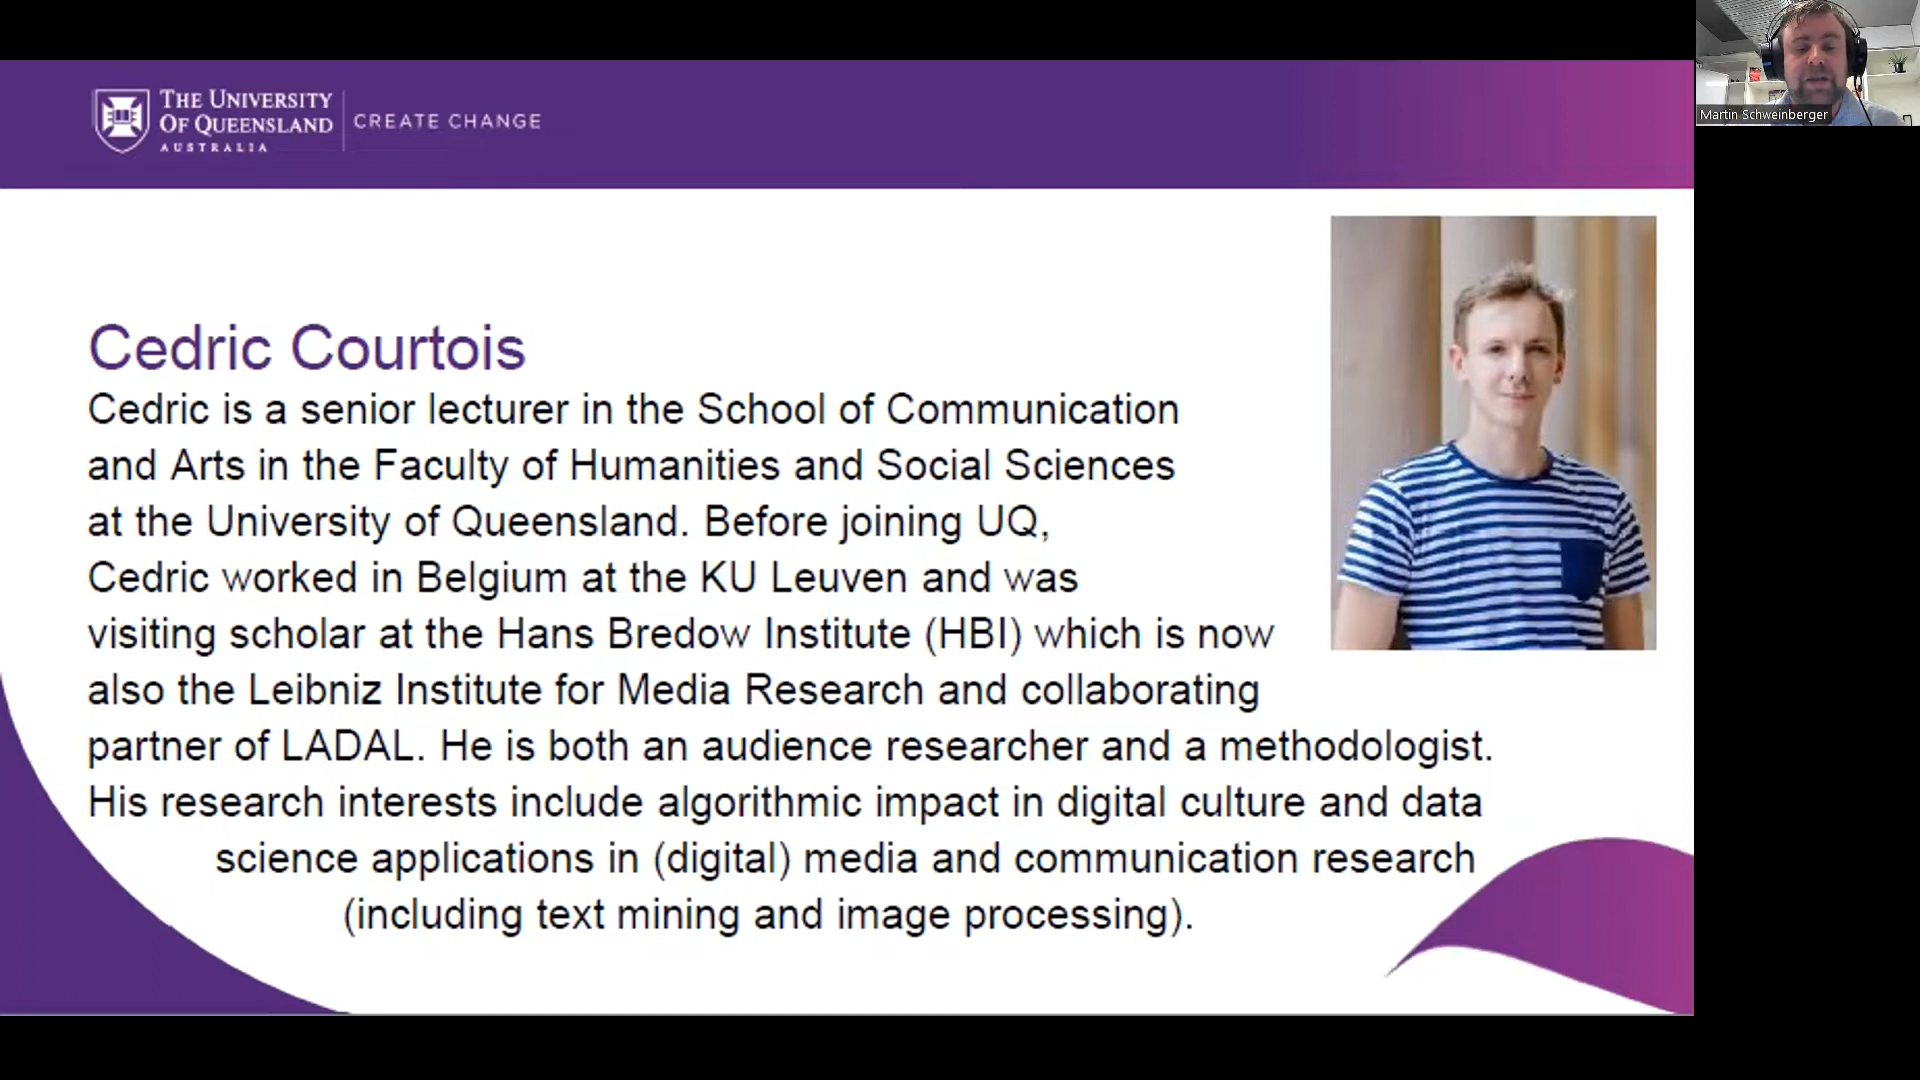 THE UNIVERSITY
OF QUEENSLAND
AUSTRALIA
CREATE CHANGE
Martin Schweinberger
Cedric Courtois
Cedric is a senior lecturer in the School of Communication
and Arts in the Faculty of Humanities and Social Sciences
at the University of Queensland. Before joining UQ,
Cedric worked in Belgium at the KU Leuven and was
visiting scholar at the Hans Bredow Institute (HBI) which is now
also the Leibniz Institute for Media Research and collaborating
partner of LADAL. He is both an audience researcher and a methodologist.
His research interests include algorithmic impact in digital culture and data
science applications in (digital) media and communication research
(including text mining and image processing).